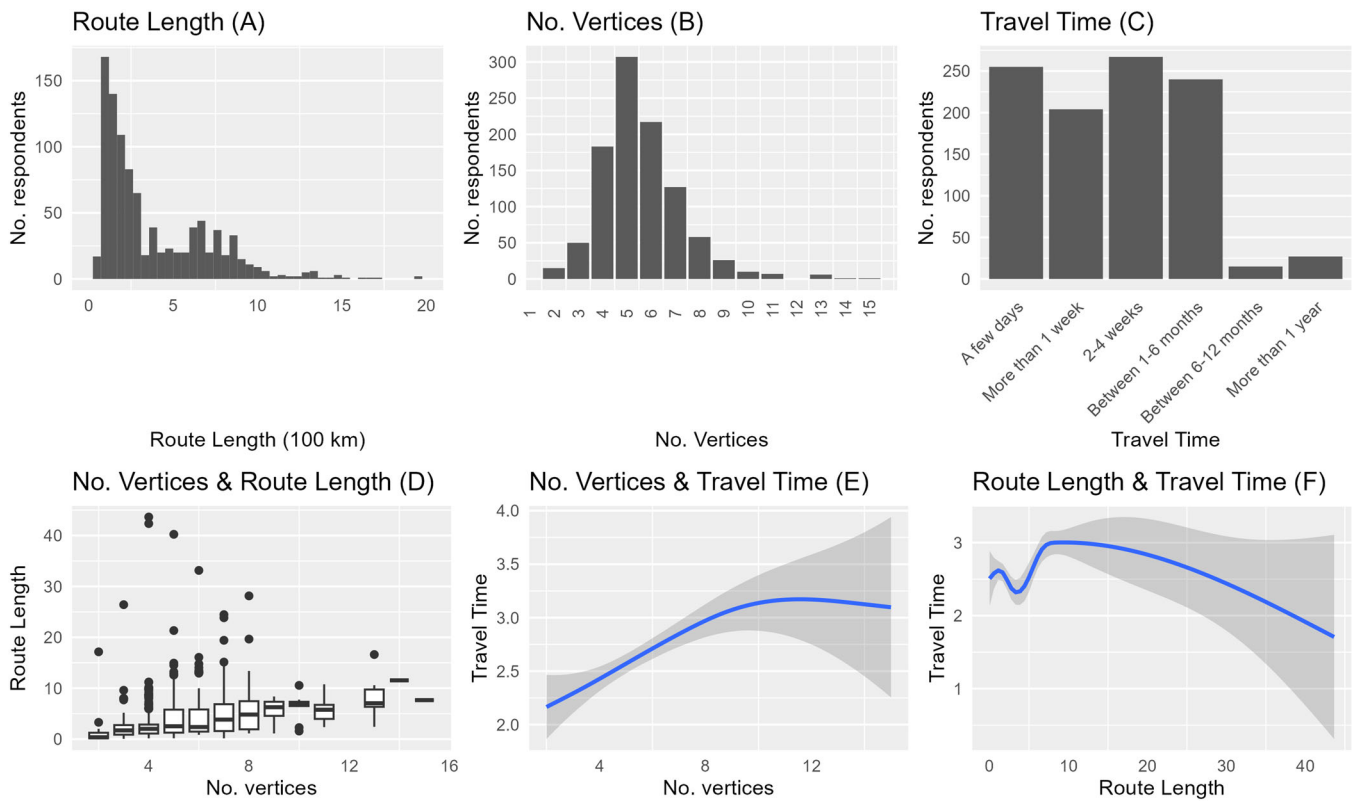 Route Length (A)
No. respondents
150
100
50
0
0 5 10 15 20
Route Length (100 km)
No. Vertices (B)
No. respondents
300
250
200
150
100
50
0
1 2 3 4 5 6 7 8 9 10 11 12 13 14 15
No. Vertices
Travel Time (C)
No. respondents
250
200
150
100
50
0
A few days
More than 1 week
2-4 weeks
Between 1-6 months
Between 6-12 months
More than 1 year
Travel Time
No. Vertices & Route Length (D)
Route Length
40
30
20
10
0
4 8 12 16
No. vertices
No. Vertices & Travel Time (E)
Travel Time
4.0
3.5
3.0
2.5
2.0
4 8 12
No. vertices
Route Length & Travel Time (F)
Travel Time
3
2
1
0 10 20 30 40
Route Length